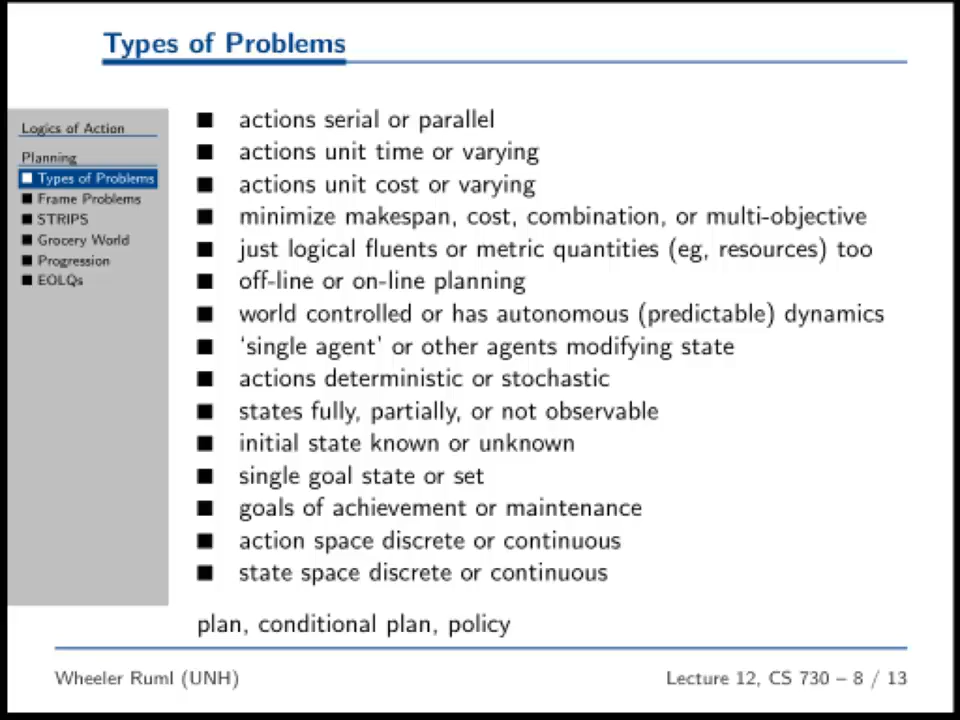 Types of Problems
Logics of Action
Planning
Types of Problems
Frame Problems
STRIPS
Grocery World
Progression
EOLQs
actions serial or parallel
actions unit time or varying
actions unit cost or varying
minimize makespan, cost, combination, or multi-objective
just logical fluents or metric quantities (eg, resources) too
off-line or on-line planning
world controlled or has autonomous (predictable) dynamics
‘single agent’ or other agents modifying state
actions deterministic or stochastic
states fully, partially, or not observable
initial state known or unknown
single goal state or set
goals of achievement or maintenance
action space discrete or continuous
state space discrete or continuous
plan, conditional plan, policy
Wheeler Ruml (UNH)
Lecture 12, CS 730 – 8 / 13